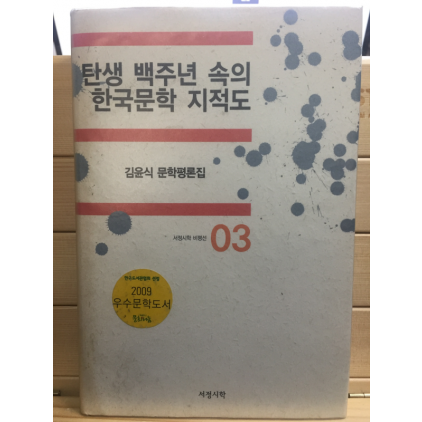 탄생 백주년 속의
한국문학 지적도
김윤식 문학평론집
서정시학 비평선 03
2009
우수문학도서
서정시학